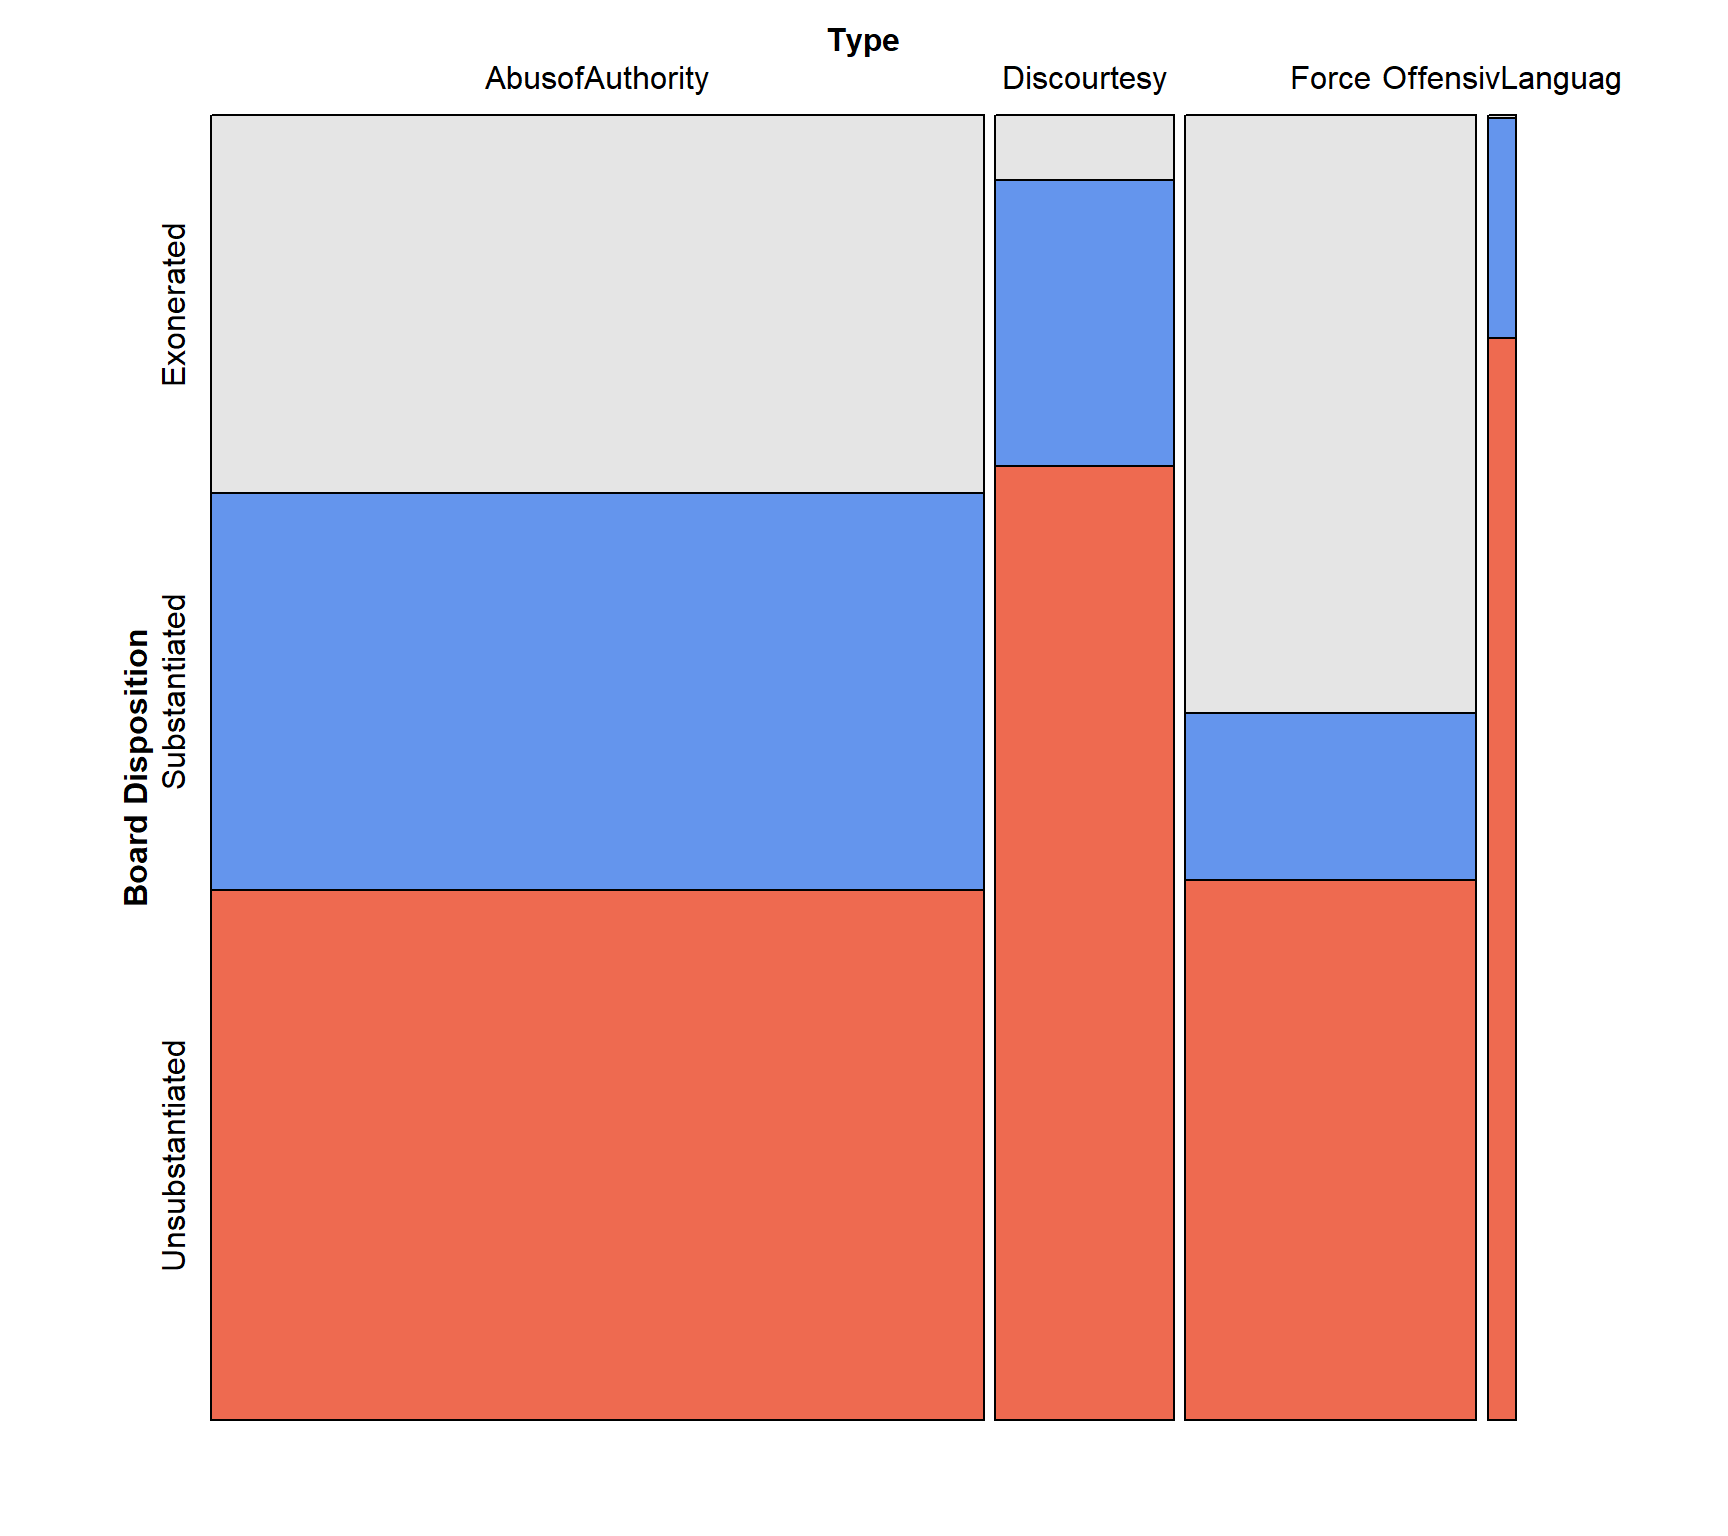 Type
AbusofAuthority Discourtesy Force OffensivLanguag
Board Disposition
Exonerated
Substantiated
Unsubstantiated